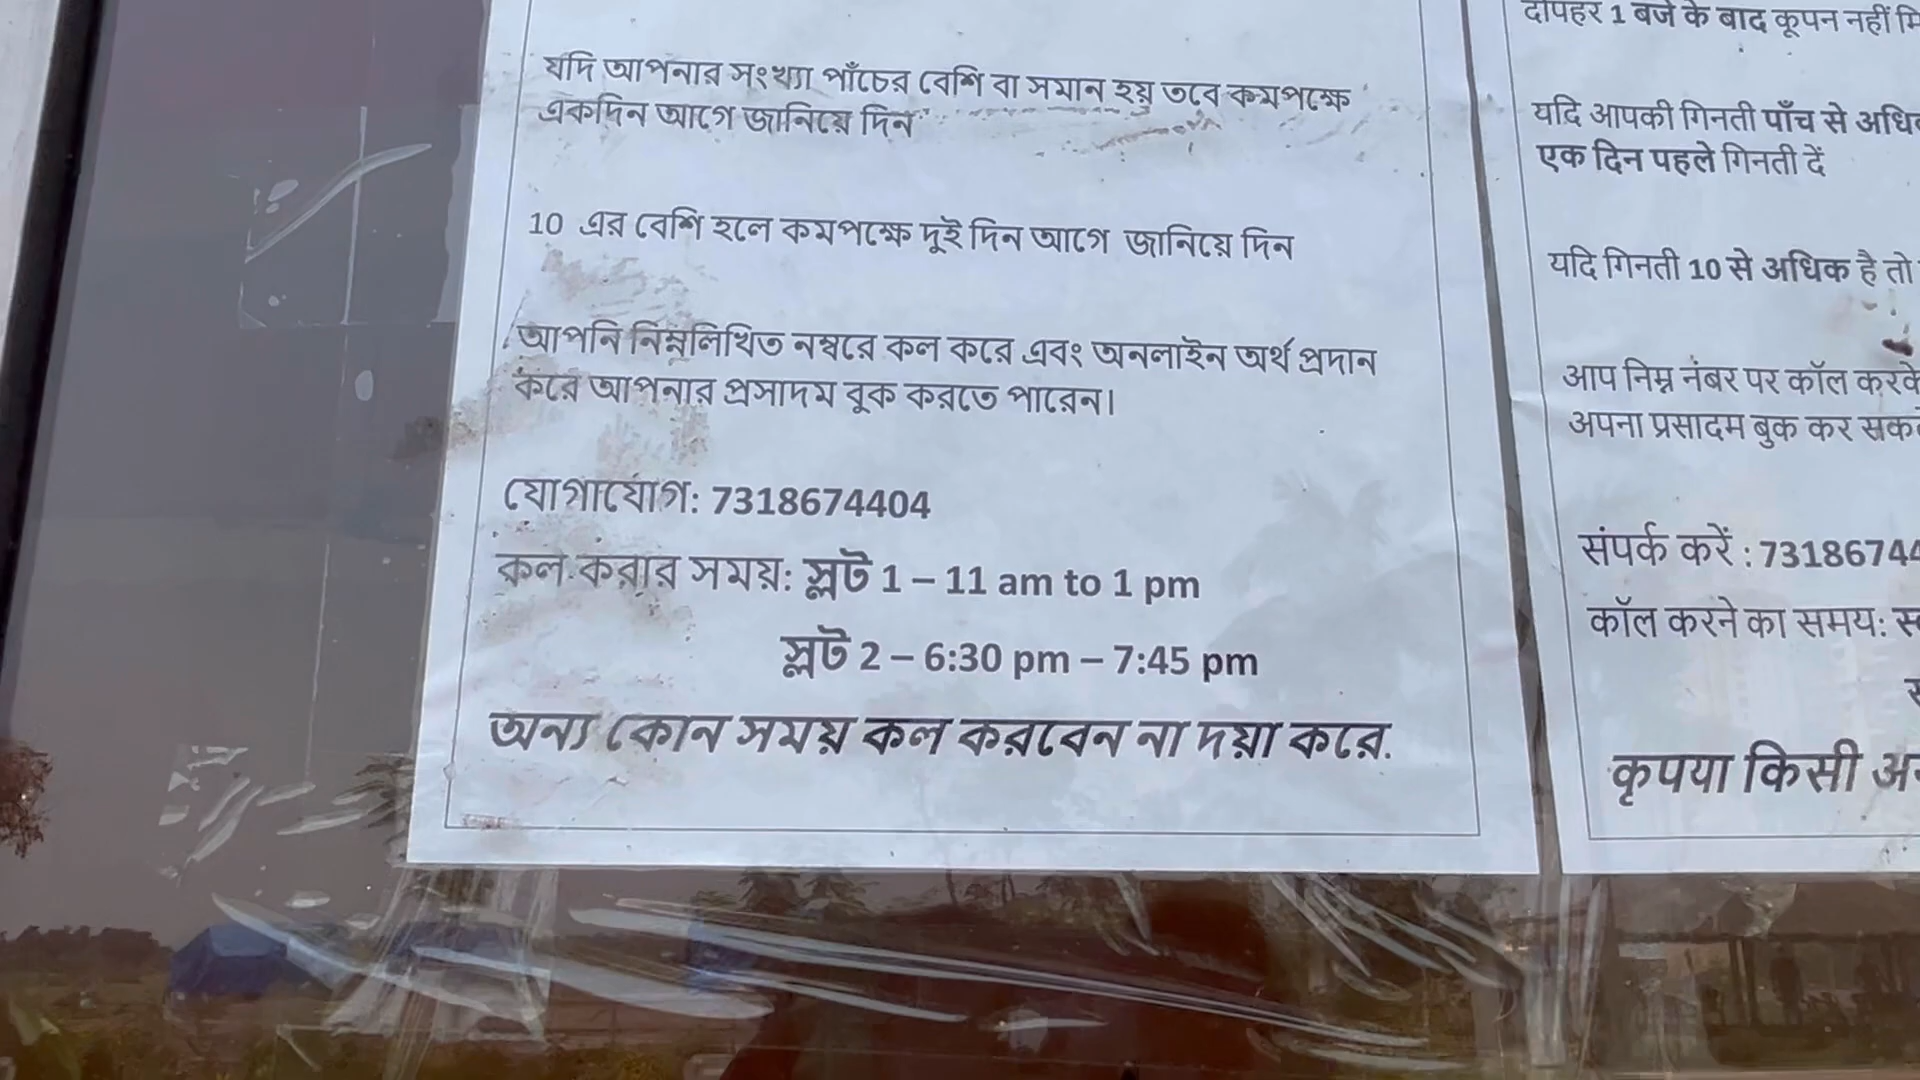 যদি আপনার সংখ্যা পাঁচের বেশি বা সমান হয় তবে কমপক্ষে
একদিন আগে জানিয়ে দিন
10 এর বেশি হলে কমপক্ষে দুই দিন আগে জানিয়ে দিন
আপনি নিম্নলিখিত নম্বরে কল করে এবং অনলাইন অর্থ প্রদান
করে আপনার প্রসাদম বুক করতে পারেন।
যোগাযোগ: 7318674404
কল করার সময়: স্লট 1 – 11 am to 1 pm
স্লট 2 – 6:30 pm – 7:45 pm
অন্য কোন সময় কল করবেন না দয়া করে.
दोपहर 1 बजे के बाद कूपन नहीं
यदि आपकी गिनती पाँच से
एक दिन पहले गिनती दें
यदि गिनती 10 से अधिक है तो
आप निम्न नंबर पर कॉल करके
अपना प्रसादम बुक कर
संपर्क करें : 73186744
कॉल करने का समय:
कृपया किसी